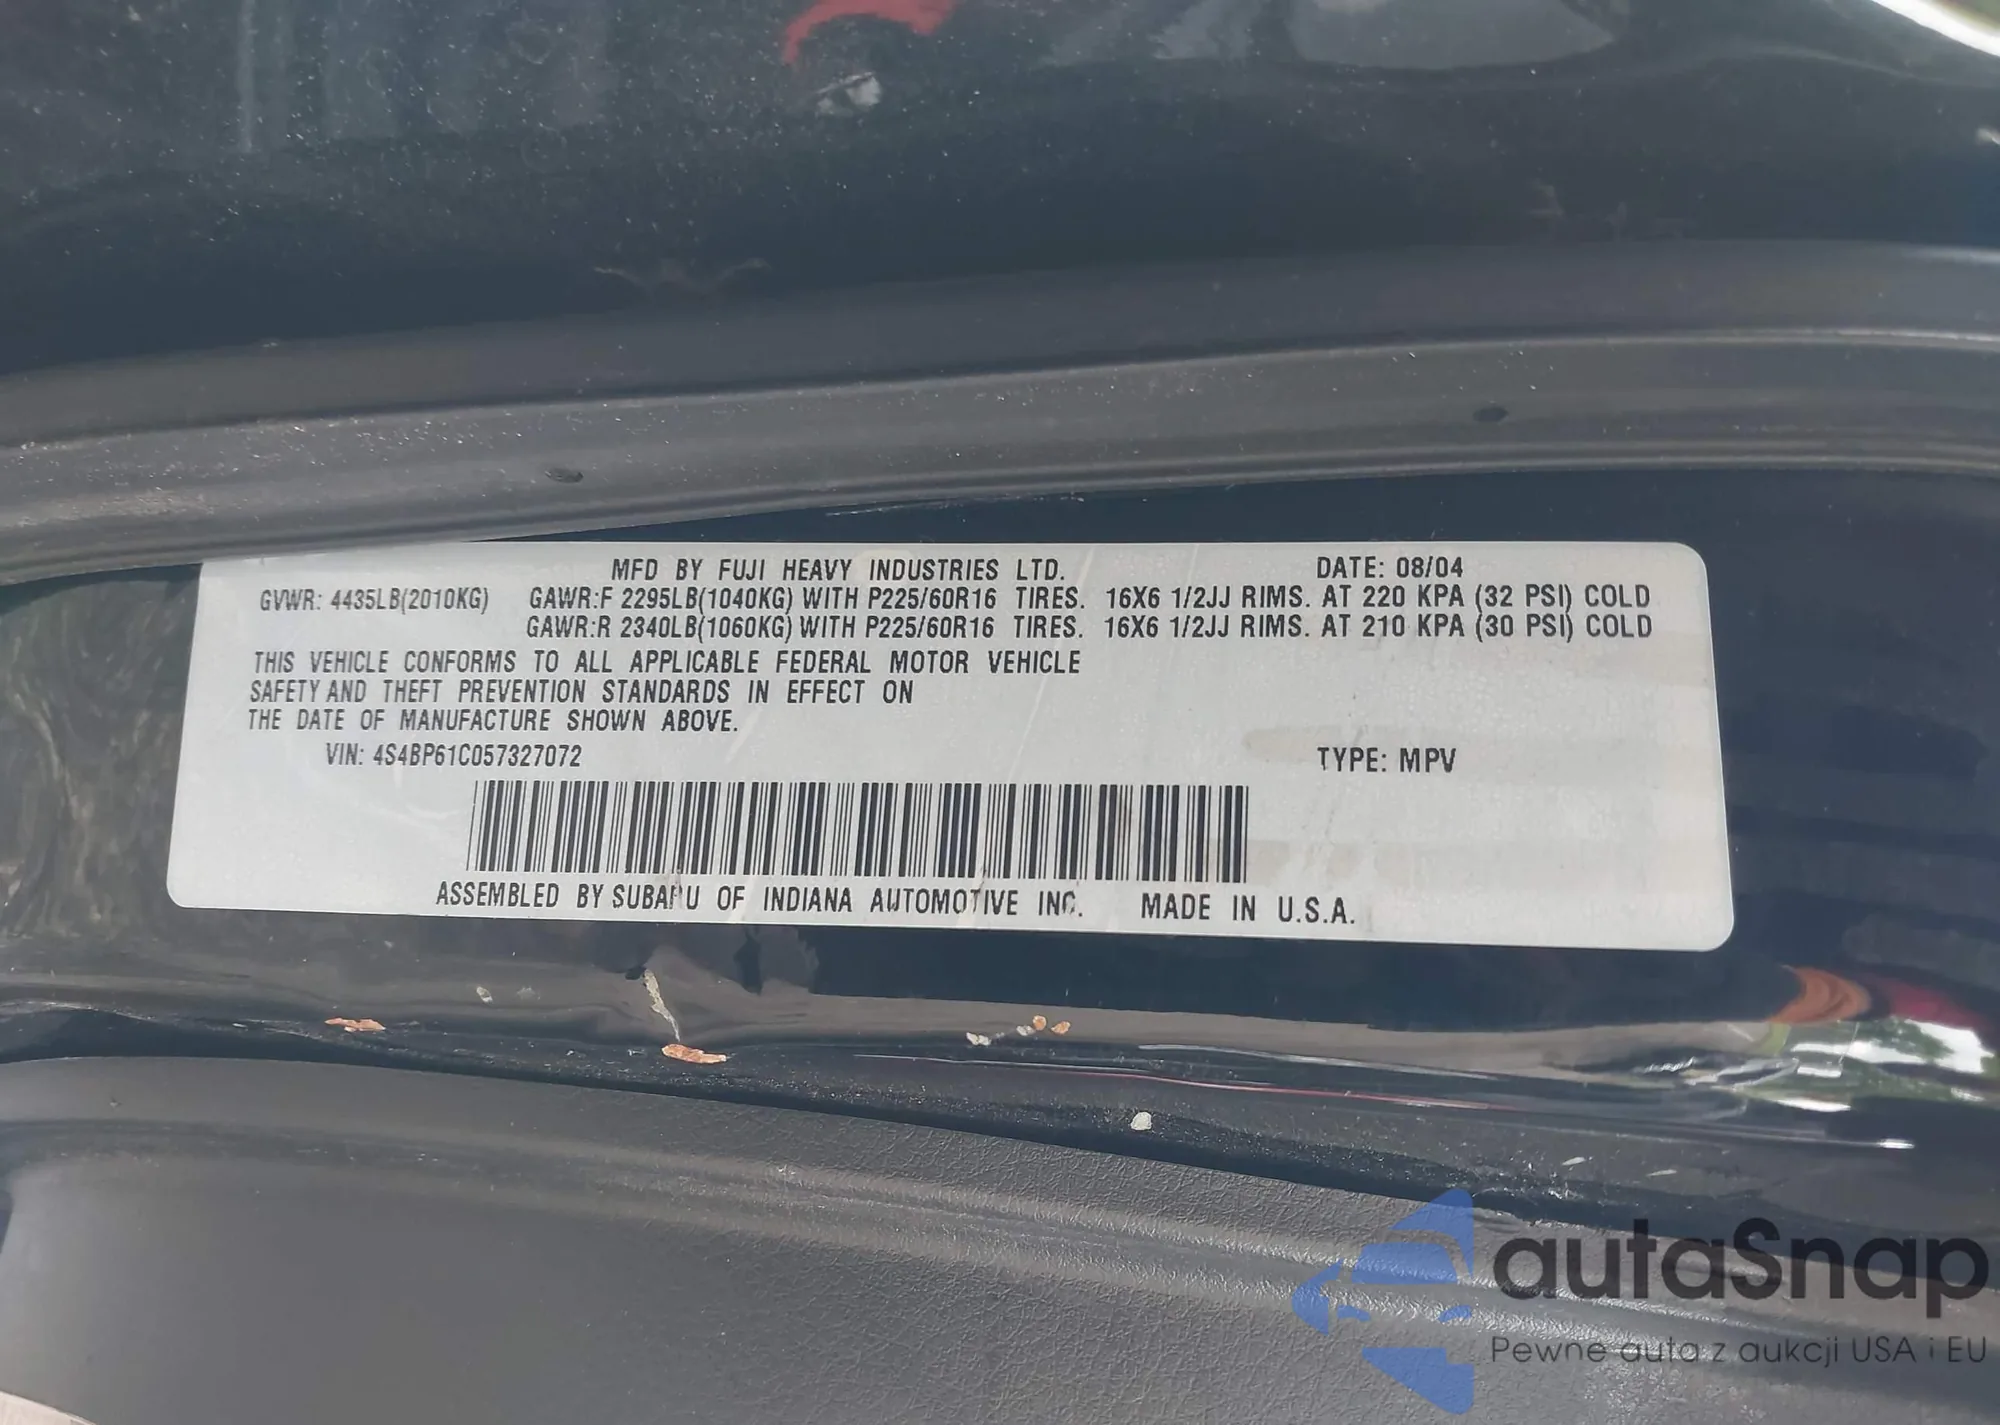 MFD BY FUJI HEAVY INDUSTRIES LTD. DATE: 08/04
GVWR: 4435LB(2010KG) GAWR:F 2295LB(1040KG) WITH P225/60R16 TIRES. 16X6 1/2JJ RIMS. AT 220 KPA (32 PSI) COLD
GAWR:R 2340LB(1060KG) WITH P225/60R16 TIRES. 16X6 1/2JJ RIMS. AT 210 KPA (30 PSI) COLD
THIS VEHICLE CONFORMS TO ALL APPLICABLE FEDERAL MOTOR VEHICLE
SAFETY AND THEFT PREVENTION STANDARDS IN EFFECT ON
THE DATE OF MANUFACTURE SHOWN ABOVE.
VIN: 4S4BP61C057327072 TYPE: MPV
ASSEMBLED BY SUBARU OF INDIANA AUTOMOTIVE INC. MADE IN U.S.A.
autaSnap
Pewne auta z aukcji USA i EU